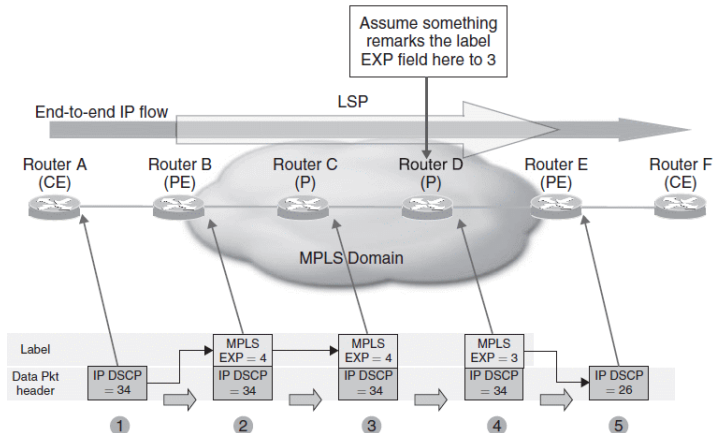 Assume something
remarks the label
EXP field here to 3
LSP
End-to-end IP flow
Router A
(CE)
Router B
(PE)
Router C
(P)
Router D
(P)
Router E
(PE)
Router F
(CE)
MPLS Domain
Label
MPLS
EXP = 4
MPLS
EXP = 4
MPLS
EXP = 3
Data Pkt
header
IP DSCP
= 34
IP DSCP
= 34
IP DSCP
= 34
IP DSCP
= 34
IP DSCP
= 26
1
2
3
4
5